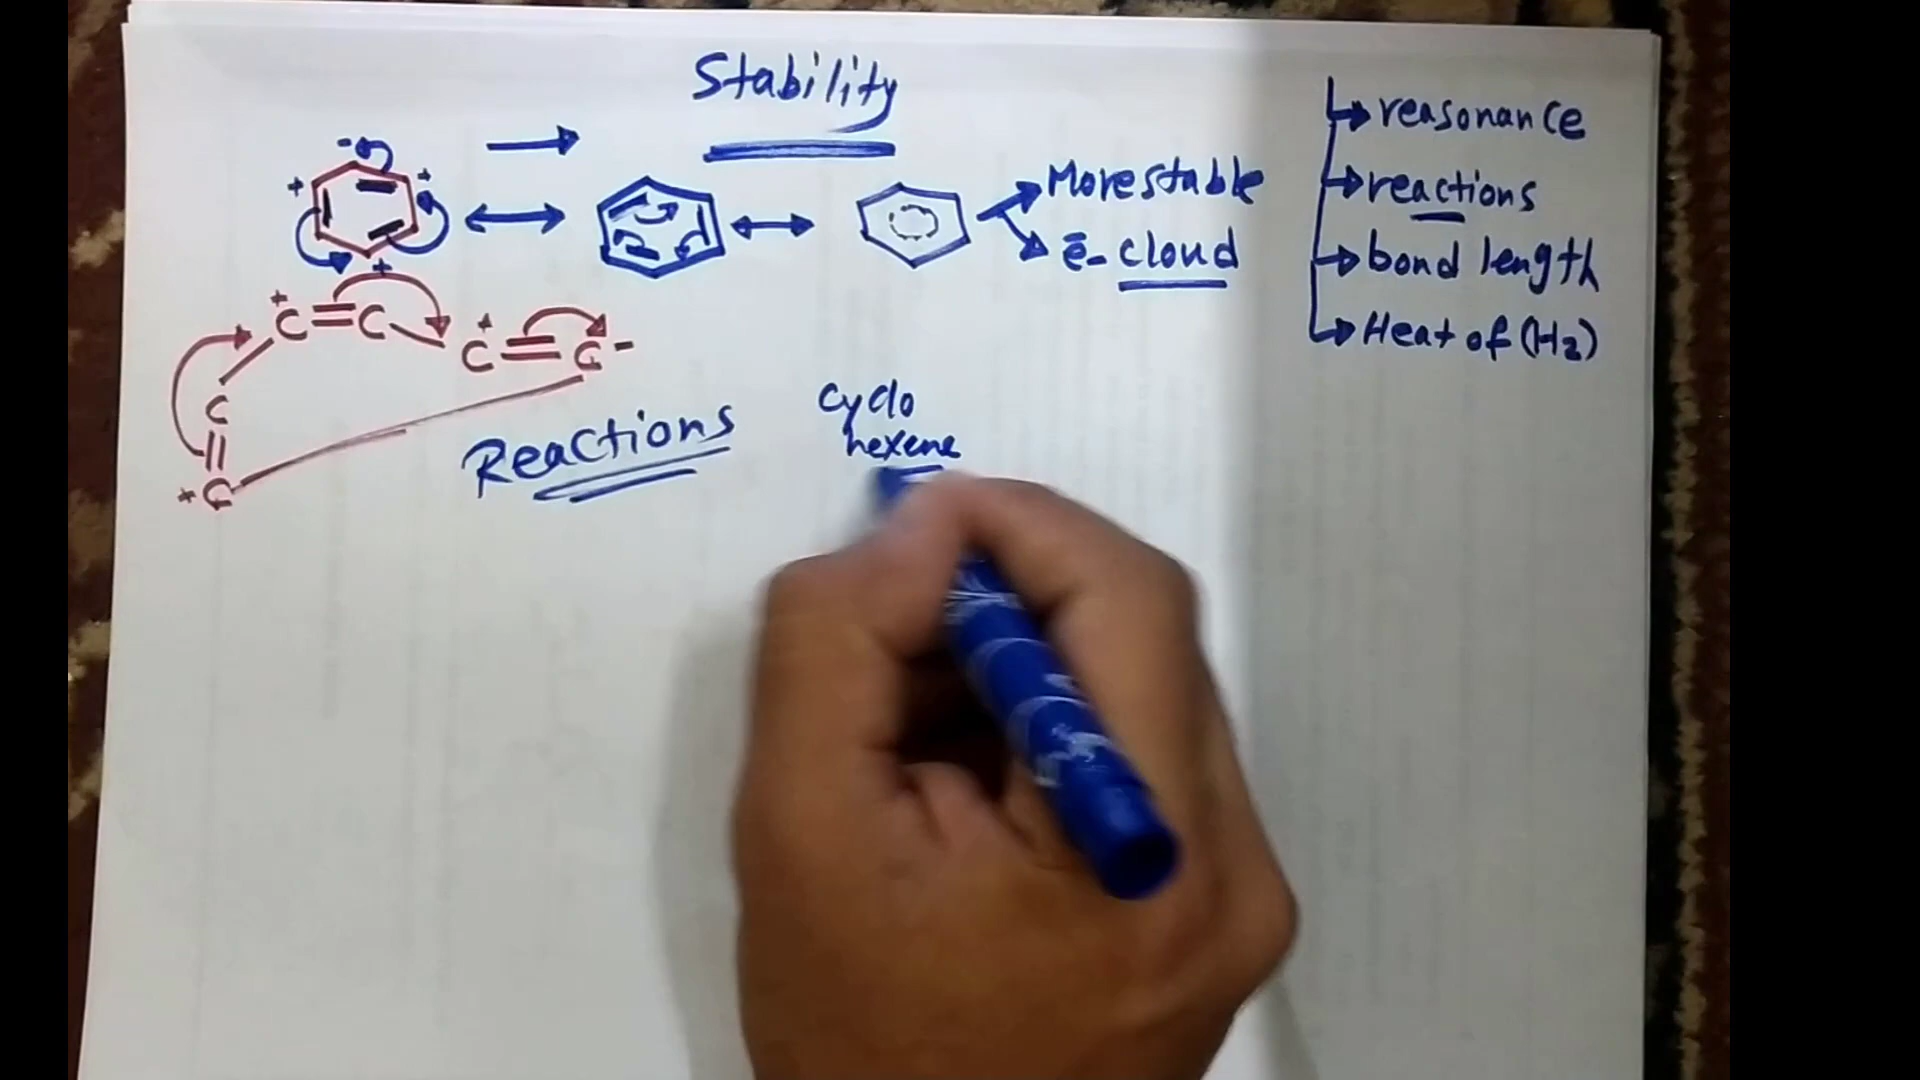 Stability
reasonance
reactions
bond length
Heat of (H2)
More stable
ē- cloud
- + + +
+ C = C
+ C = C -
C
=
+ C
Reactions
Cyclo
hexene